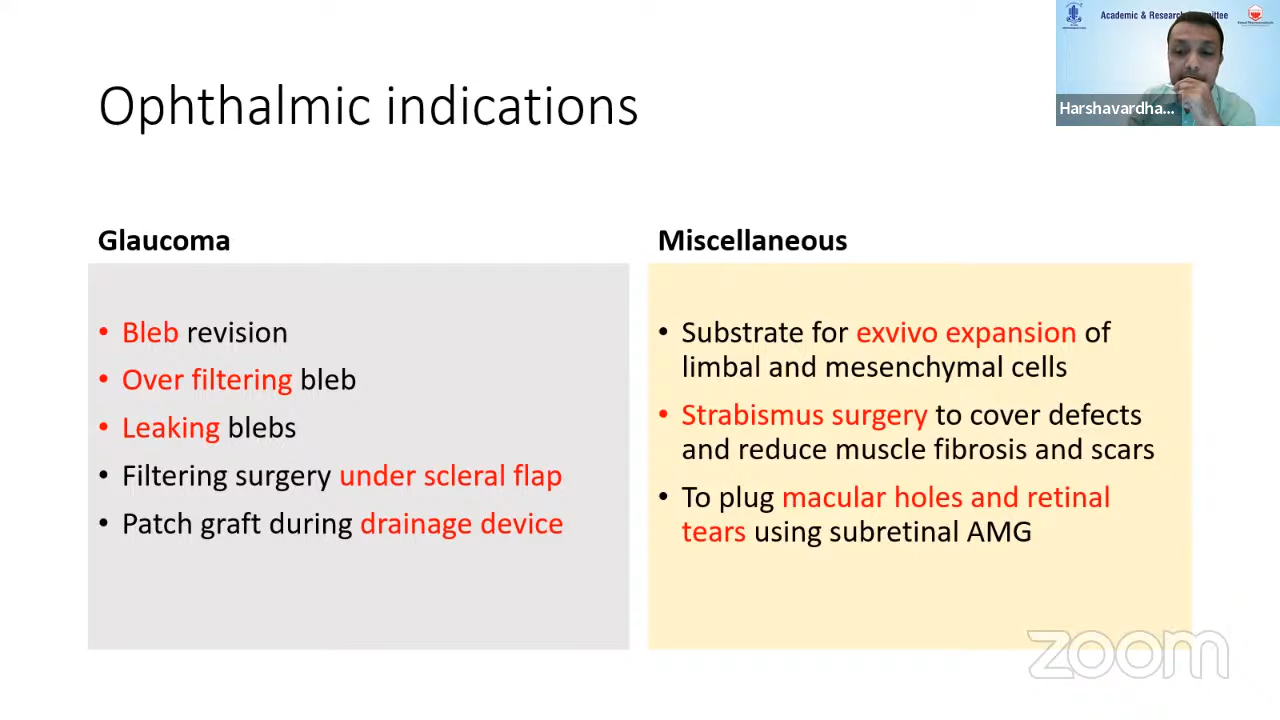 Academic & Research Committee
Harshavardha...
Ophthalmic indications
Glaucoma
• Bleb revision
• Over filtering bleb
• Leaking blebs
• Filtering surgery under scleral flap
• Patch graft during drainage device
Miscellaneous
• Substrate for exvivo expansion of
limbal and mesenchymal cells
• Strabismus surgery to cover defects
and reduce muscle fibrosis and scars
• To plug macular holes and retinal
tears using subretinal AMG
zoom